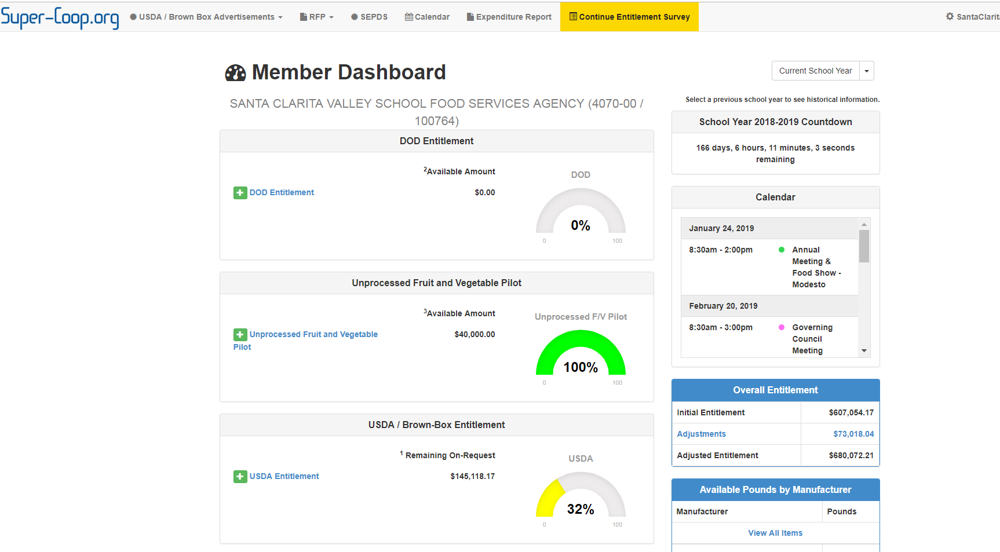 Super-Coop.org
USDA / Brown Box Advertisements
RFP
SEPDS
Calendar
Expenditure Report
Continue Entitlement Survey
SantaClarita
Member Dashboard
Current School Year
SANTA CLARITA VALLEY SCHOOL FOOD SERVICES AGENCY (4070-00 /
100764)
Select a previous school year to see historical information.
DOD Entitlement
2Available Amount
DOD Entitlement
$0.00
DOD
0%
0
100
Unprocessed Fruit and Vegetable Pilot
3Available Amount
Unprocessed Fruit and Vegetable
Pilot
$40,000.00
Unprocessed F/V Pilot
100%
0
100
USDA / Brown-Box Entitlement
1 Remaining On-Request
USDA Entitlement
$145,118.17
USDA
32%
0
100
School Year 2018-2019 Countdown
166 days, 6 hours, 11 minutes, 3 seconds
remaining
Calendar
January 24, 2019
8:30am - 2:00pm
Annual
Meeting &
Food Show -
Modesto
February 20, 2019
8:30am - 3:00pm
Governing
Council
Meeting
Overall Entitlement
Initial Entitlement
$607,054.17
Adjustments
$73,018.04
Adjusted Entitlement
$680,072.21
Available Pounds by Manufacturer
Manufacturer
Pounds
View All Items